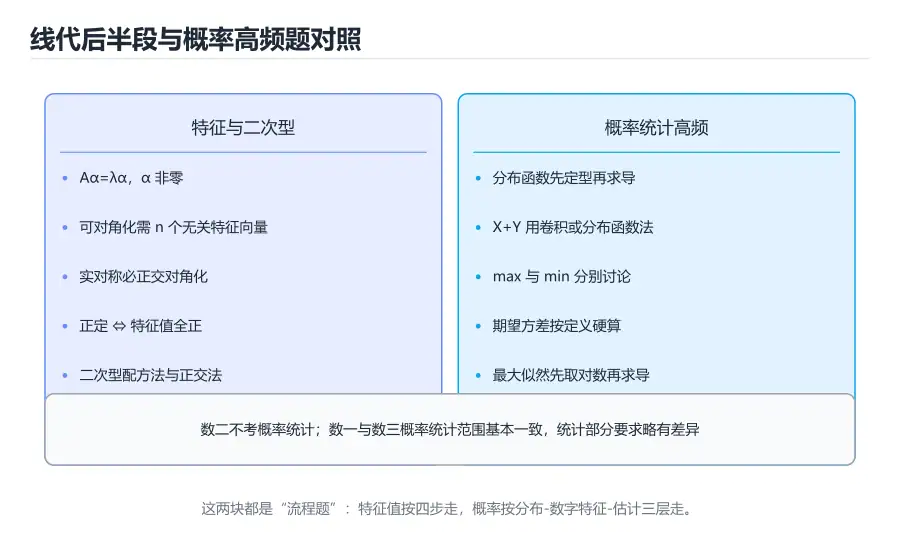 线代后半段与概率高频题对照
特征与二次型
• Aα=λα，α 非零
• 可对角化需 n 个无关特征向量
• 实对称必正交对角化
• 正定 ⇔ 特征值全正
• 二次型配方法与正交法
概率统计高频
• 分布函数先定型再求导
• X+Y 用卷积或分布函数法
• max 与 min 分别讨论
• 期望方差按定义硬算
• 最大似然先取对数再求导
数二不考概率统计；数一与数三概率统计范围基本一致，统计部分要求略有差异
这两块都是“流程题”：特征值按四步走，概率按分布-数字特征-估计三层走。